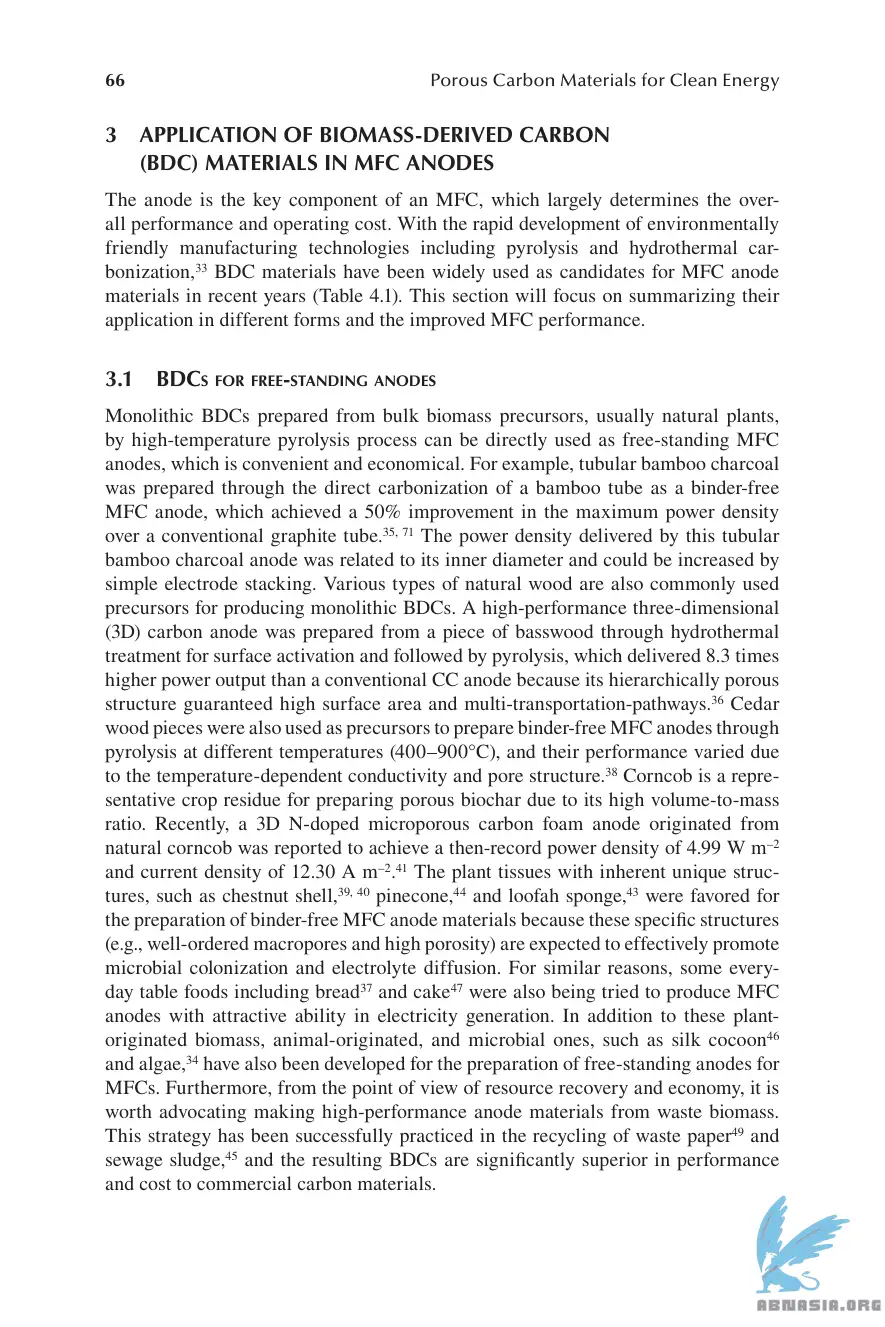 66 Porous Carbon Materials for Clean Energy
3 APPLICATION OF BIOMASS-DERIVED CARBON
(BDC) MATERIALS IN MFC ANODES
The anode is the key component of an MFC, which largely determines the over-
all performance and operating cost. With the rapid development of environmentally
friendly manufacturing technologies including pyrolysis and hydrothermal car-
bonization,³³ BDC materials have been widely used as candidates for MFC anode
materials in recent years (Table 4.1). This section will focus on summarizing their
application in different forms and the improved MFC performance.
3.1 BDCs FOR FREE-STANDING ANODES
Monolithic BDCs prepared from bulk biomass precursors, usually natural plants,
by high-temperature pyrolysis process can be directly used as free-standing MFC
anodes, which is convenient and economical. For example, tubular bamboo charcoal
was prepared through the direct carbonization of a bamboo tube as a binder-free
MFC anode, which achieved a 50% improvement in the maximum power density
over a conventional graphite tube.³⁵, ⁷¹ The power density delivered by this tubular
bamboo charcoal anode was related to its inner diameter and could be increased by
simple electrode stacking. Various types of natural wood are also commonly used
precursors for producing monolithic BDCs. A high-performance three-dimensional
(3D) carbon anode was prepared from a piece of basswood through hydrothermal
treatment for surface activation and followed by pyrolysis, which delivered 8.3 times
higher power output than a conventional CC anode because its hierarchically porous
structure guaranteed high surface area and multi-transportation-pathways.³⁶ Cedar
wood pieces were also used as precursors to prepare binder-free MFC anodes through
pyrolysis at different temperatures (400–900°C), and their performance varied due
to the temperature-dependent conductivity and pore structure.³⁸ Corncob is a repre-
sentative crop residue for preparing porous biochar due to its high volume-to-mass
ratio. Recently, a 3D N-doped microporous carbon foam anode originated from
natural corncob was reported to achieve a then-record power density of 4.99 W m⁻²
and current density of 12.30 A m⁻².⁴¹ The plant tissues with inherent unique struc-
tures, such as chestnut shell,³⁹, ⁴⁰ pinecone,⁴⁴ and loofah sponge,⁴³ were favored for
the preparation of binder-free MFC anode materials because these specific structures
(e.g., well-ordered macropores and high porosity) are expected to effectively promote
microbial colonization and electrolyte diffusion. For similar reasons, some every-
day table foods including bread³⁷ and cake⁴⁷ were also being tried to produce MFC
anodes with attractive ability in electricity generation. In addition to these plant-
originated biomass, animal-originated, and microbial ones, such as silk cocoon⁴⁶
and algae,³⁴ have also been developed for the preparation of free-standing anodes for
MFCs. Furthermore, from the point of view of resource recovery and economy, it is
worth advocating making high-performance anode materials from waste biomass.
This strategy has been successfully practiced in the recycling of waste paper⁴⁹ and
sewage sludge,⁴⁵ and the resulting BDCs are significantly superior in performance
and cost to commercial carbon materials.
ABNASIA.ORG